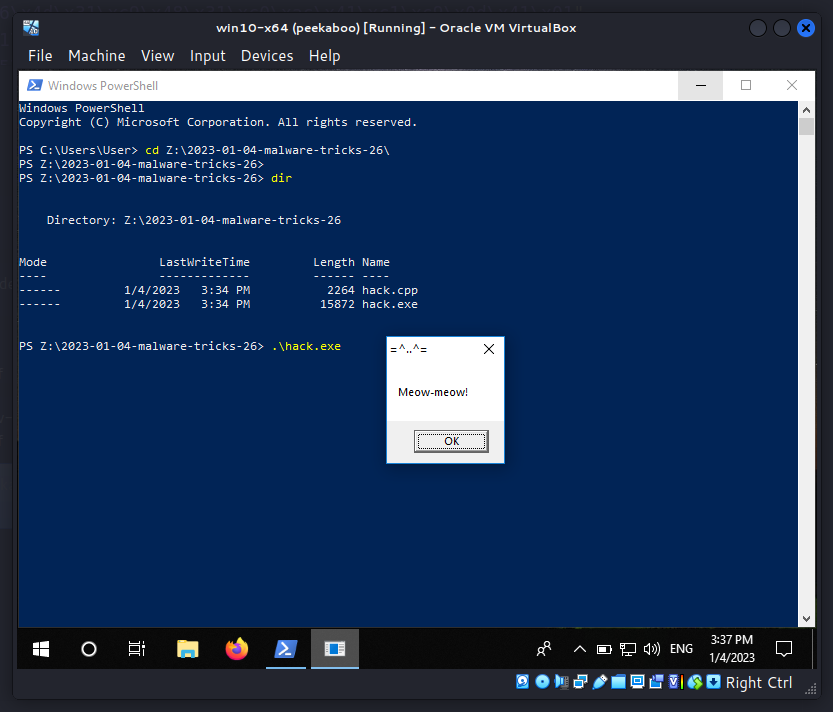 win10-x64 (peekaboo) [Running] - Oracle VM VirtualBox
File Machine View Input Devices Help
Windows PowerShell
Windows PowerShell
Copyright (C) Microsoft Corporation. All rights reserved.
PS C:\Users\User> cd Z:\2023-01-04-malware-tricks-26\
PS Z:\2023-01-04-malware-tricks-26>
PS Z:\2023-01-04-malware-tricks-26> dir
Directory: Z:\2023-01-04-malware-tricks-26
Mode LastWriteTime Length Name
---- ------------- ------ ----
------ 1/4/2023 3:34 PM 2264 hack.cpp
------ 1/4/2023 3:34 PM 15872 hack.exe
PS Z:\2023-01-04-malware-tricks-26> .\hack.exe
=^..^=
Meow-meow!
OK
ENG
3:37 PM
1/4/2023
Right Ctrl